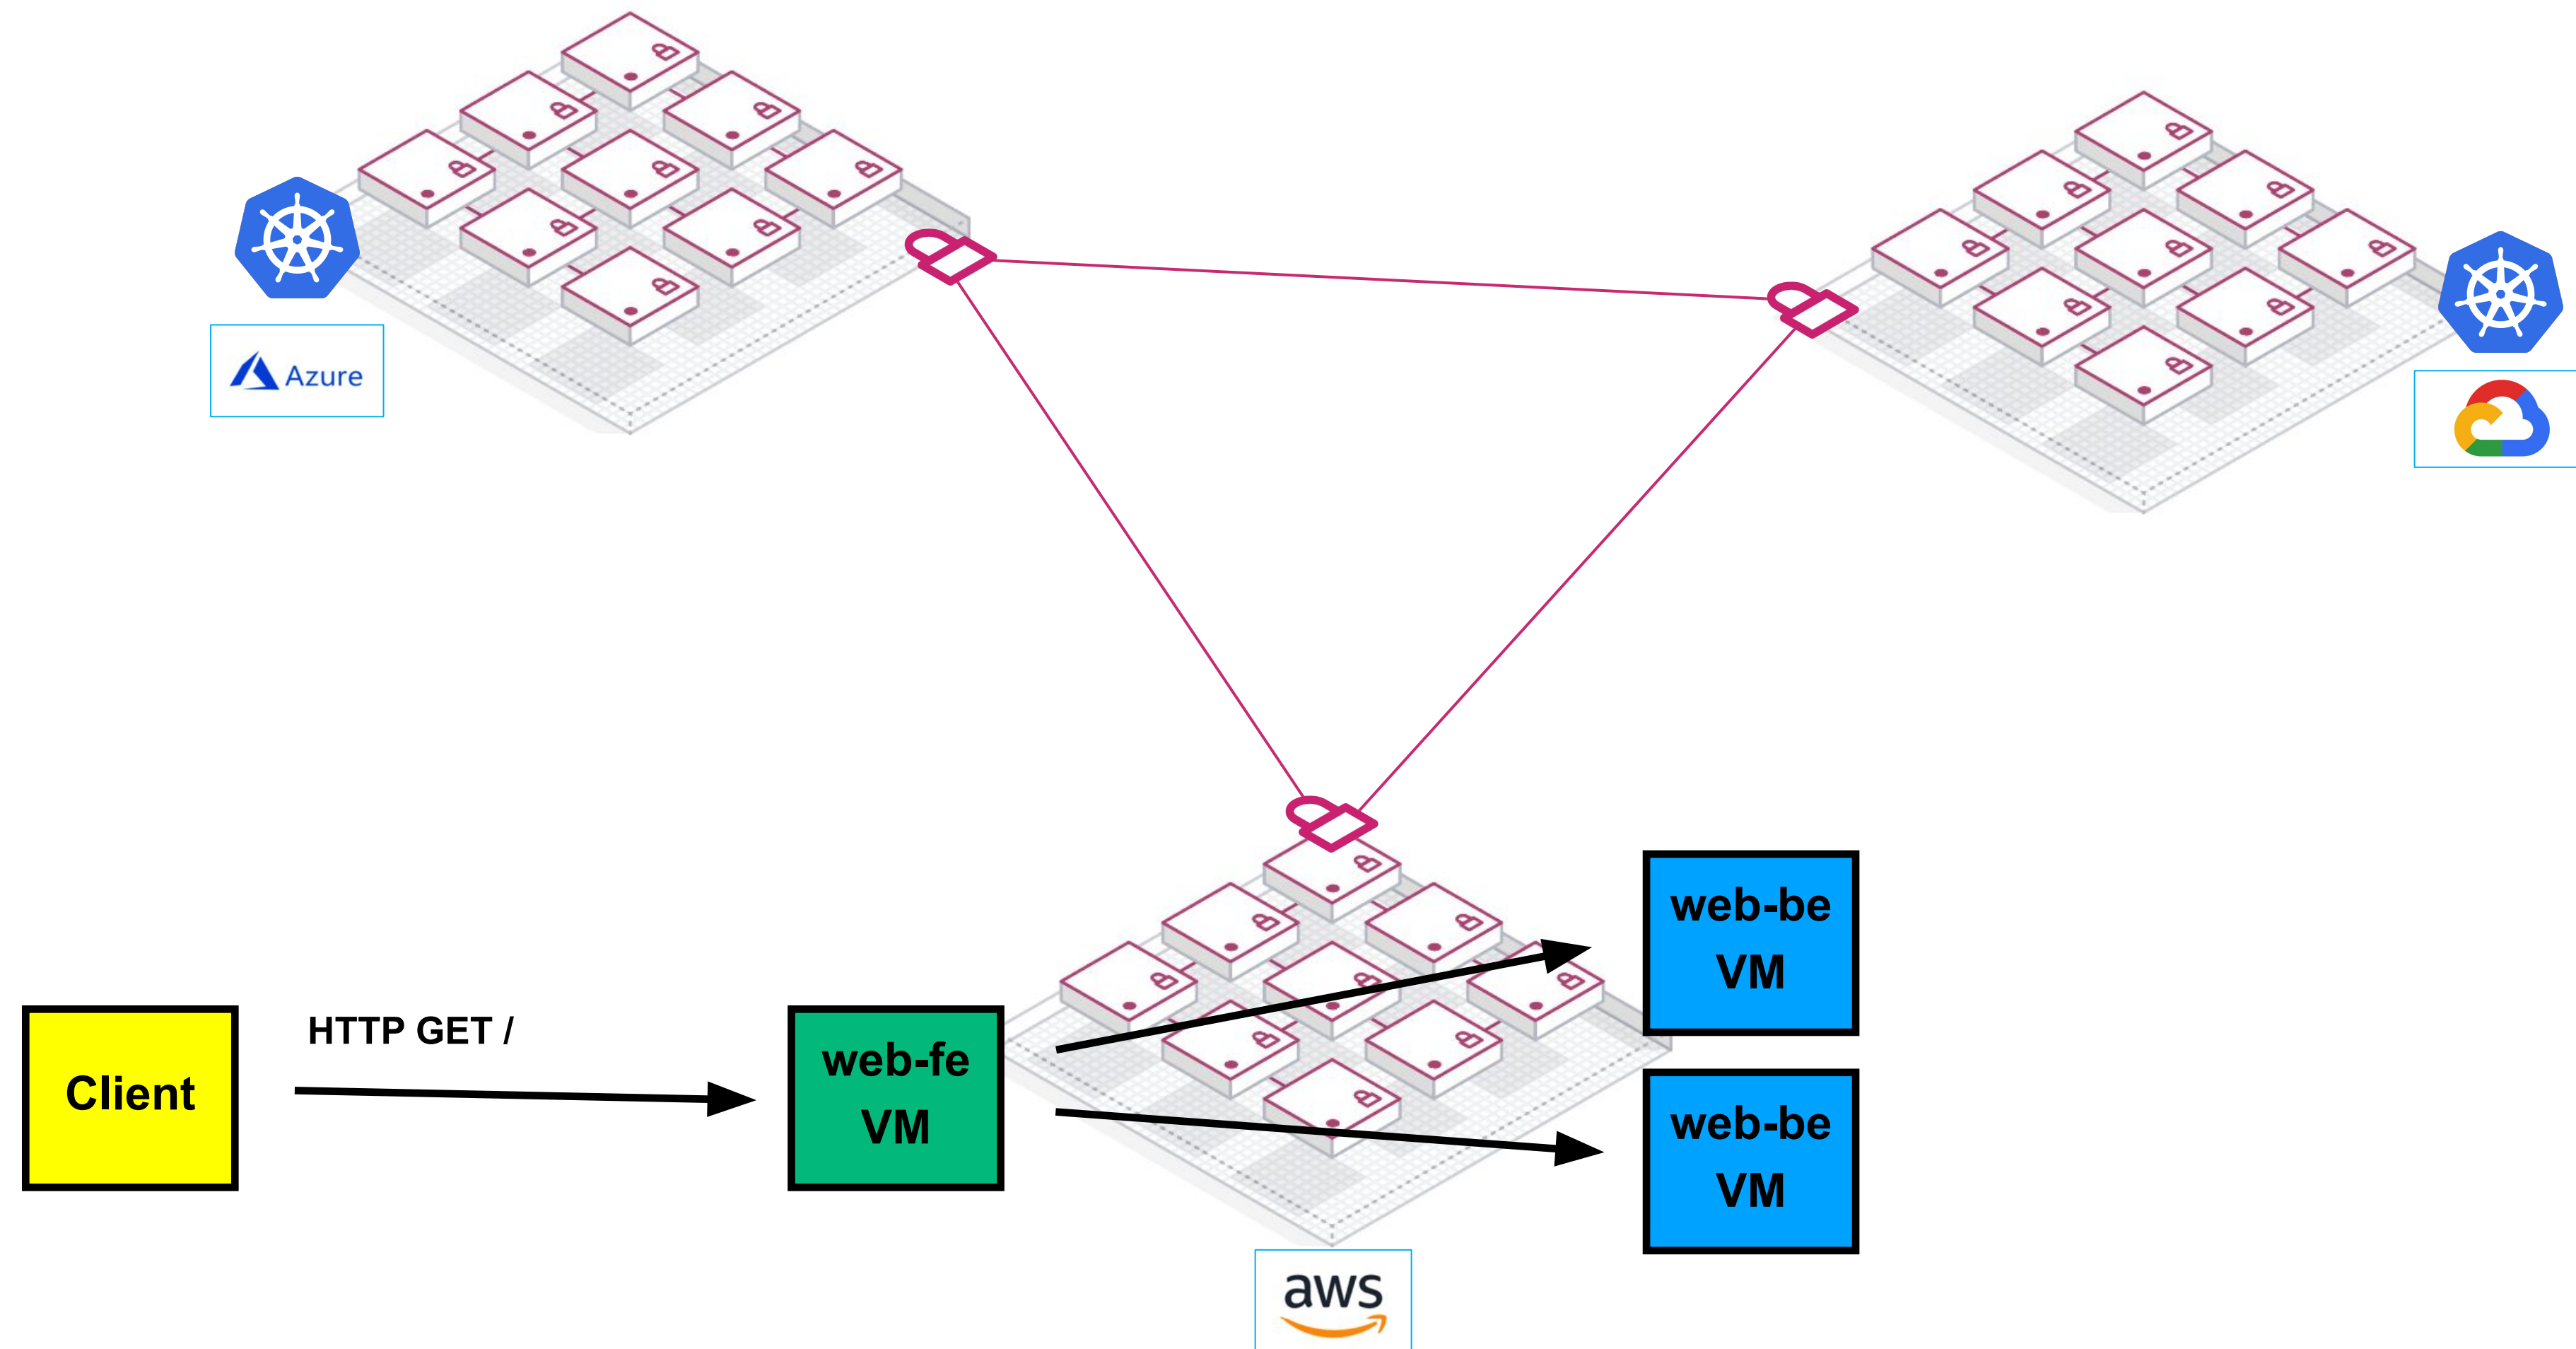 Azure
HTTP GET /
Client
web-fe
VM
web-be
VM
web-be
VM
aws